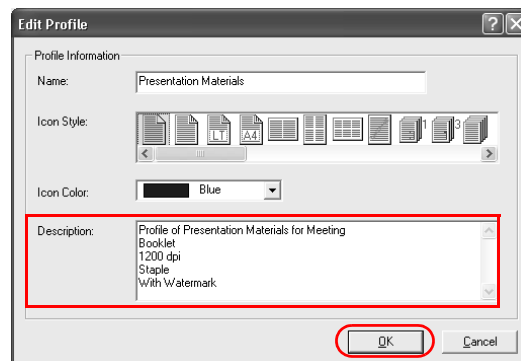 Edit Profile
Profile Information
Name:
Presentation Materials
Icon Style:
LT
A4
1
3
Icon Color:
Blue
Description:
Profile of Presentation Materials for Meeting
Booklet
1200 dpi
Staple
With Watermark
OK
Cancel